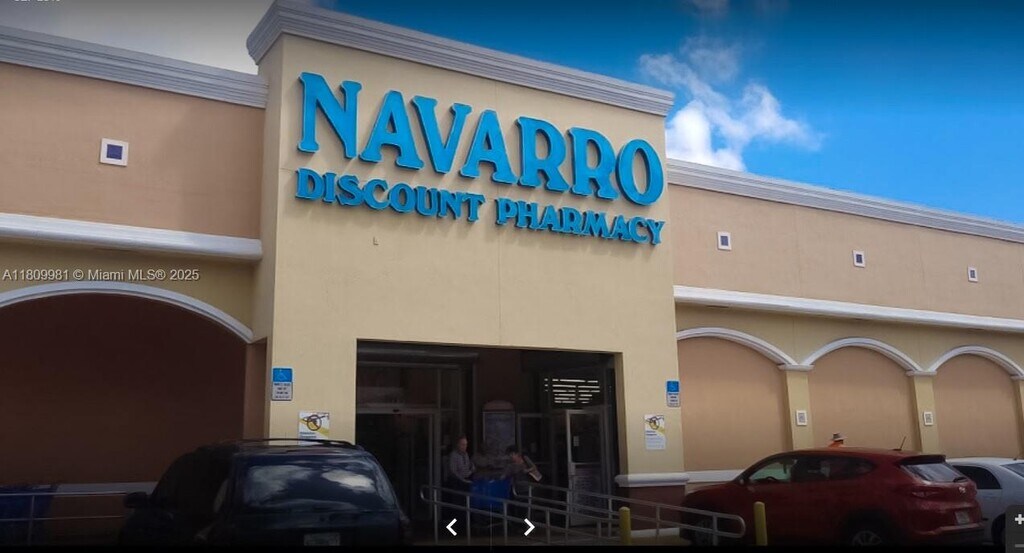 NAVARRO
DISCOUNT PHARMACY
A11809981 © Miami MLS® 2025